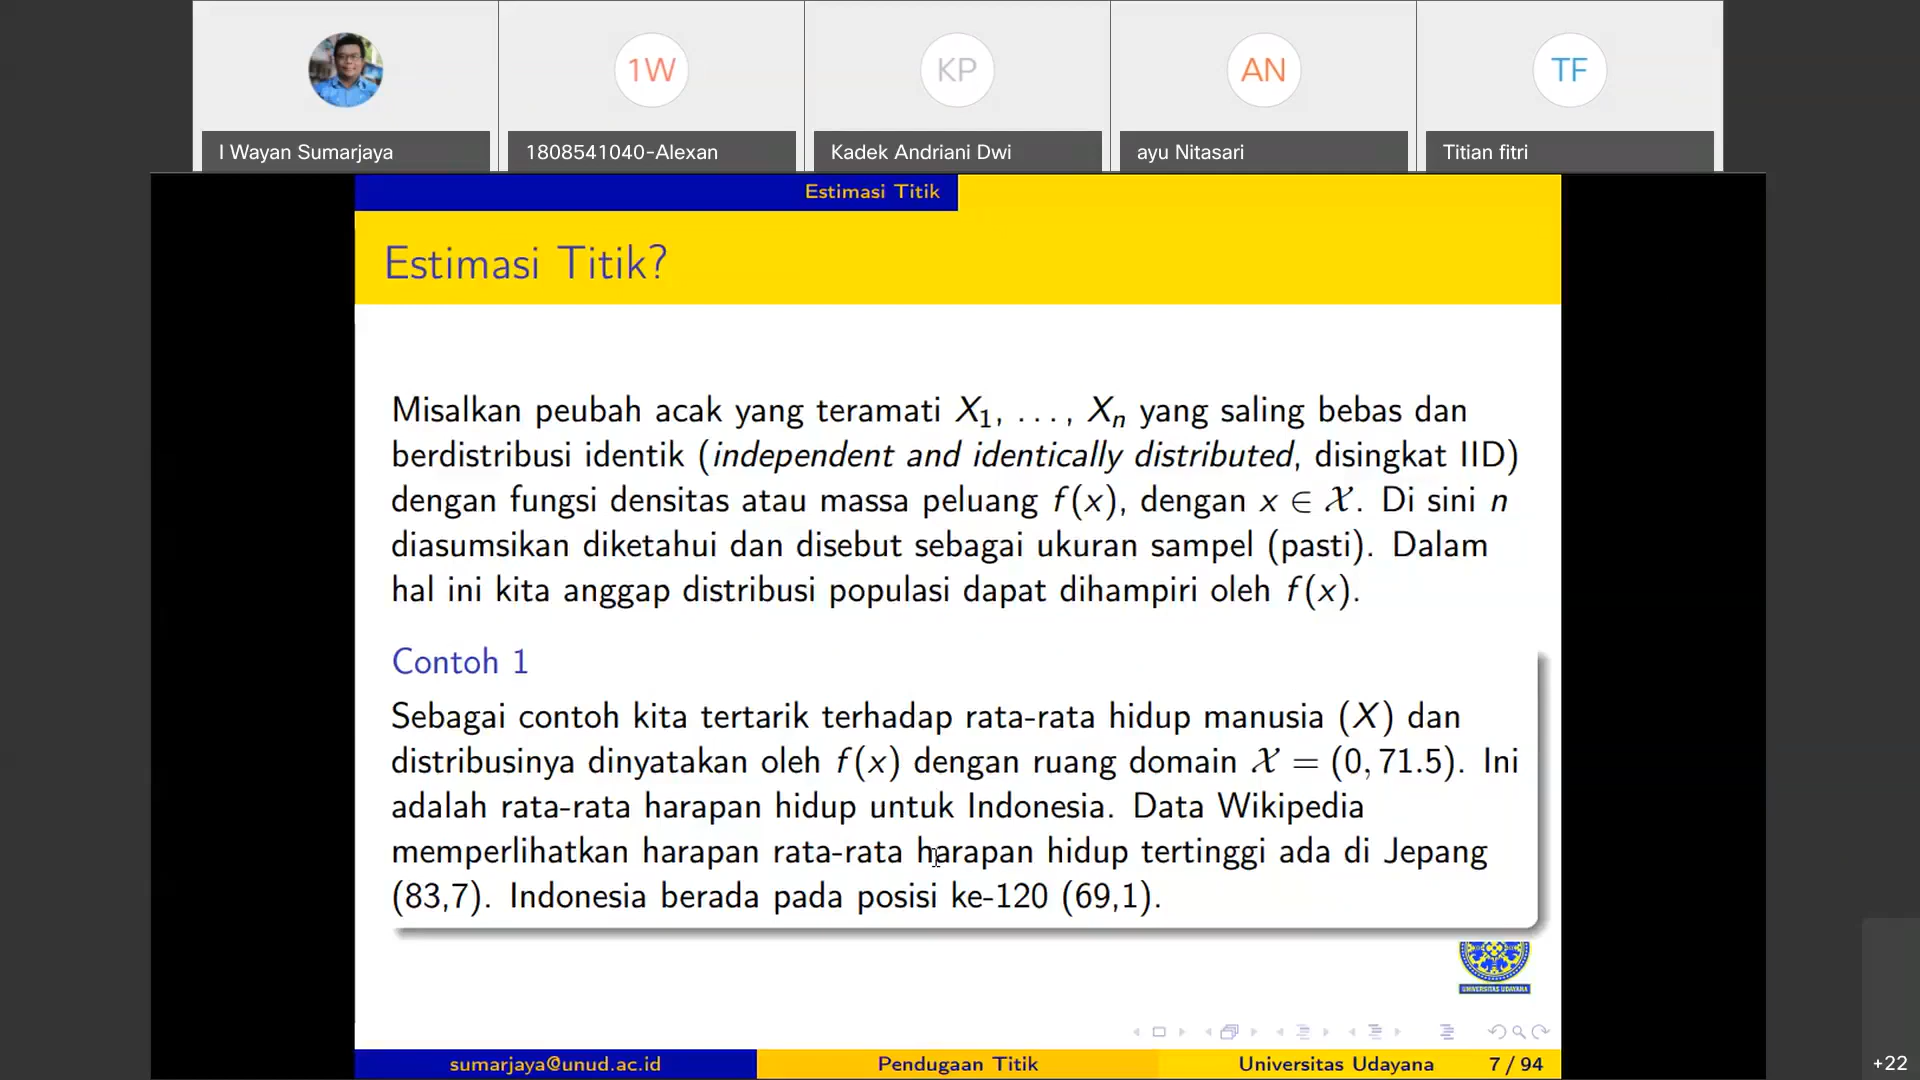 1W
KP
AN
TF
I Wayan Sumarjaya
1808541040-Alexan
Kadek Andriani Dwi
ayu Nitasari
Titian fitri
Estimasi Titik
Estimasi Titik?
Misalkan peubah acak yang teramati X₁, ..., Xₙ yang saling bebas dan
berdistribusi identik (independent and identically distributed, disingkat IID)
dengan fungsi densitas atau massa peluang f(x), dengan x ∈ 𝒳. Di sini n
diasumsikan diketahui dan disebut sebagai ukuran sampel (pasti). Dalam
hal ini kita anggap distribusi populasi dapat dihampiri oleh f(x).
Contoh 1
Sebagai contoh kita tertarik terhadap rata-rata hidup manusia (X) dan
distribusinya dinyatakan oleh f(x) dengan ruang domain 𝒳 = (0, 71.5). Ini
adalah rata-rata harapan hidup untuk Indonesia. Data Wikipedia
memperlihatkan harapan rata-rata harapan hidup tertinggi ada di Jepang
(83,7). Indonesia berada pada posisi ke-120 (69,1).
UNIVERSITAS UDAYANA
sumarjaya@unud.ac.id
Pendugaan Titik
Universitas Udayana
7 / 94
+22